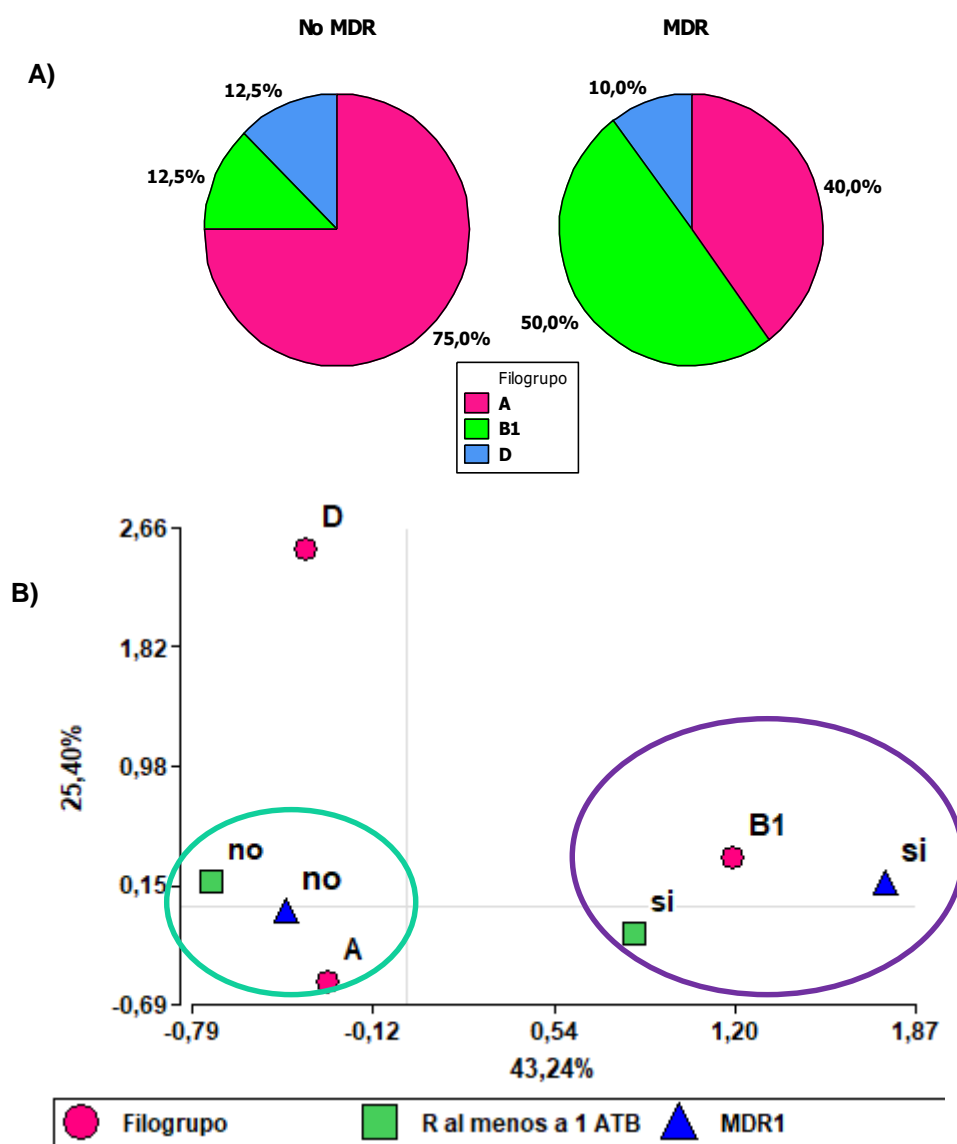 No MDR
MDR
A)
12,5%
12,5%
75,0%
10,0%
40,0%
50,0%
Filogrupo
A
B1
D
B)
2,66
1,82
0,98
0,15
-0,69
25,40%
D
no
no
A
B1
si
si
-0,79
-0,12
0,54
1,20
1,87
43,24%
Filogrupo
R al menos a 1 ATB
MDR1